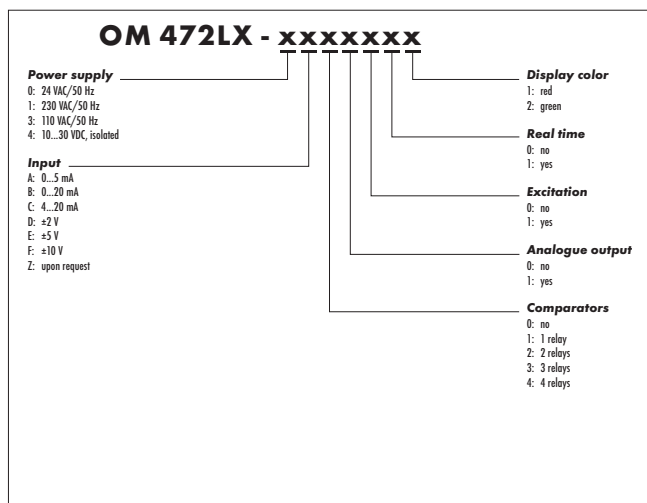 OM 472LX - xxxxxxx
Power supply
0: 24 VAC/50 Hz
1: 230 VAC/50 Hz
3: 110 VAC/50 Hz
4: 10...30 VDC, isolated
Input
A: 0...5 mA
B: 0...20 mA
C: 4...20 mA
D: ±2 V
E: ±5 V
F: ±10 V
Z: upon request
Display color
1: red
2: green
Real time
0: no
1: yes
Excitation
0: no
1: yes
Analogue output
0: no
1: yes
Comparators
0: no
1: 1 relay
2: 2 relays
3: 3 relays
4: 4 relays